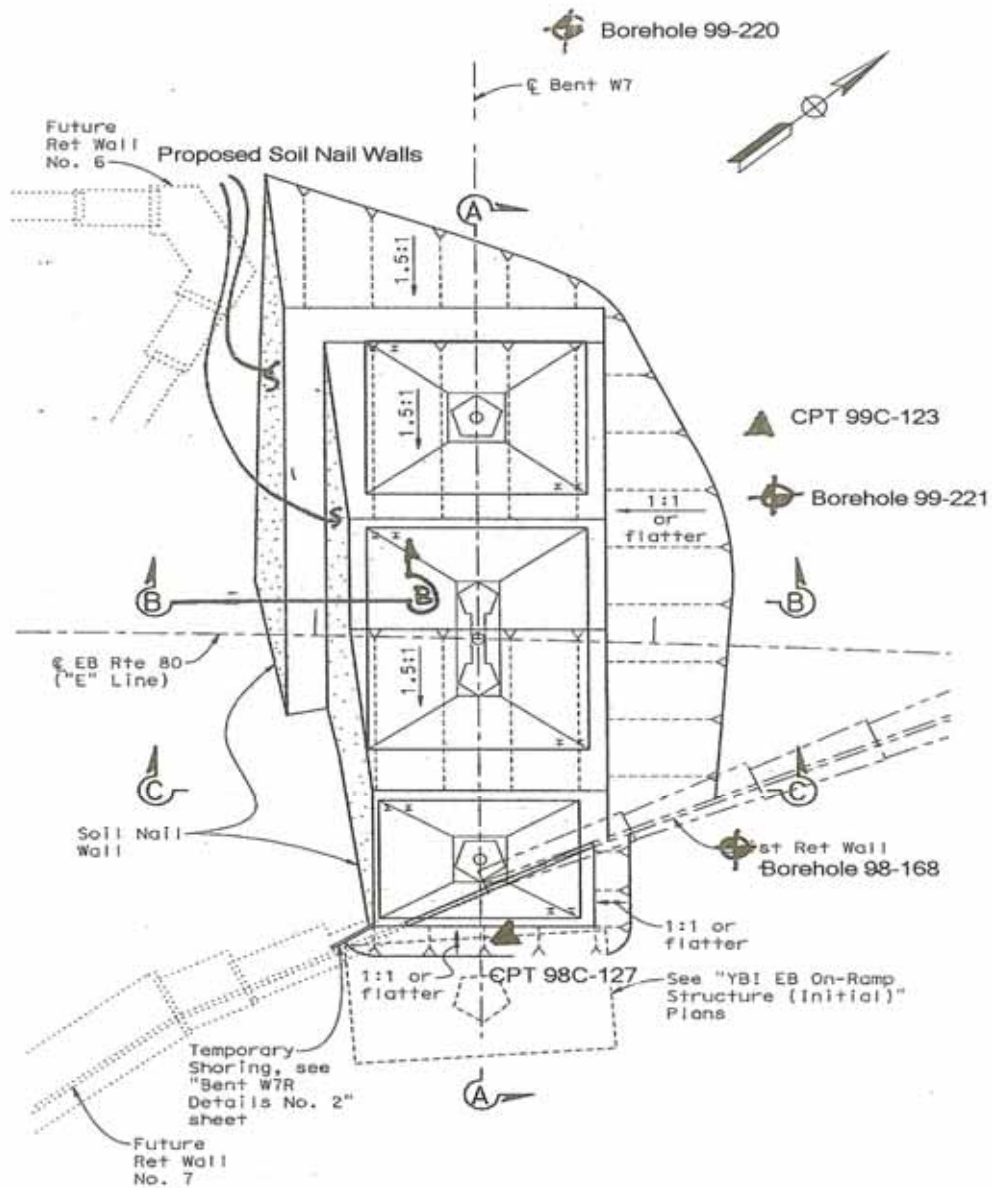 Borehole 99-220
℄ Bent W7
Future
Ret Wall
No. 6
Proposed Soil Nail Walls
A
1.5:1
1.5:1
CPT 99C-123
Borehole 99-221
1:1
or
flatter
B
B
B
℄ EB Rte 80
("E" Line)
1.5:1
C
C
Soil Nail
Wall
st Ret Wall
Borehole 98-168
1:1 or
flatter
1:1 or
flatter
CPT 98C-127
See "YBI EB On-Ramp
Structure (Initial)"
Plans
Temporary
Shoring, see
"Bent W7R
Details No. 2"
sheet
A
Future
Ret Wall
No. 7